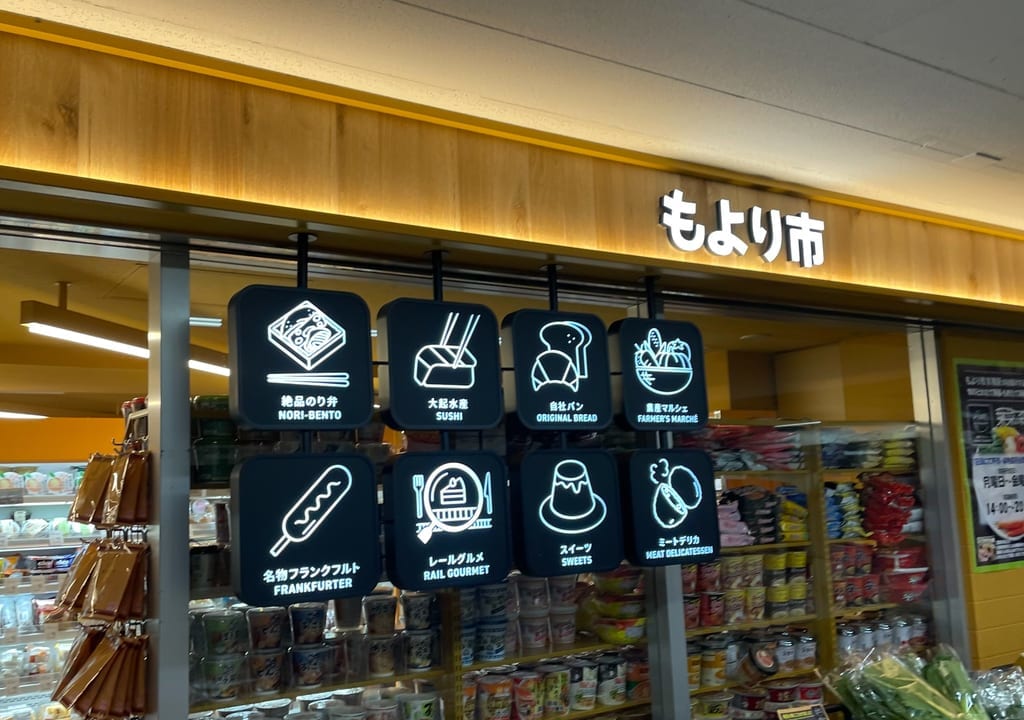 もより市
絶品のり弁
NORI-BENTO
大起水産
SUSHI
自社パン
ORIGINAL BREAD
農産マルシェ
FARMER'S MARCHÉ
名物フランクフルト
FRANKFURTER
レールグルメ
RAIL GOURMET
スイーツ
SWEETS
ミートデリカ
MEAT DELICATESSEN